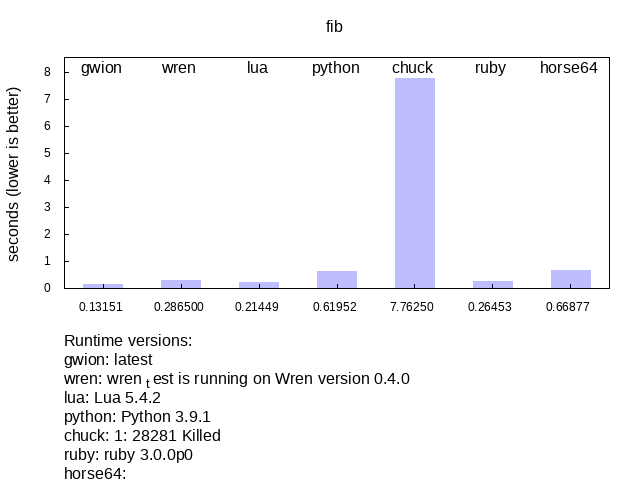 fib
seconds (lower is better)
8
7
6
5
4
3
2
1
0
gwion wren lua python chuck ruby horse64
0.13151 0.286500 0.21449 0.61952 7.76250 0.26453 0.66877
Runtime versions:
gwion: latest
wren: wren t est is running on Wren version 0.4.0
lua: Lua 5.4.2
python: Python 3.9.1
chuck: 1: 28281 Killed
ruby: ruby 3.0.0p0
horse64: